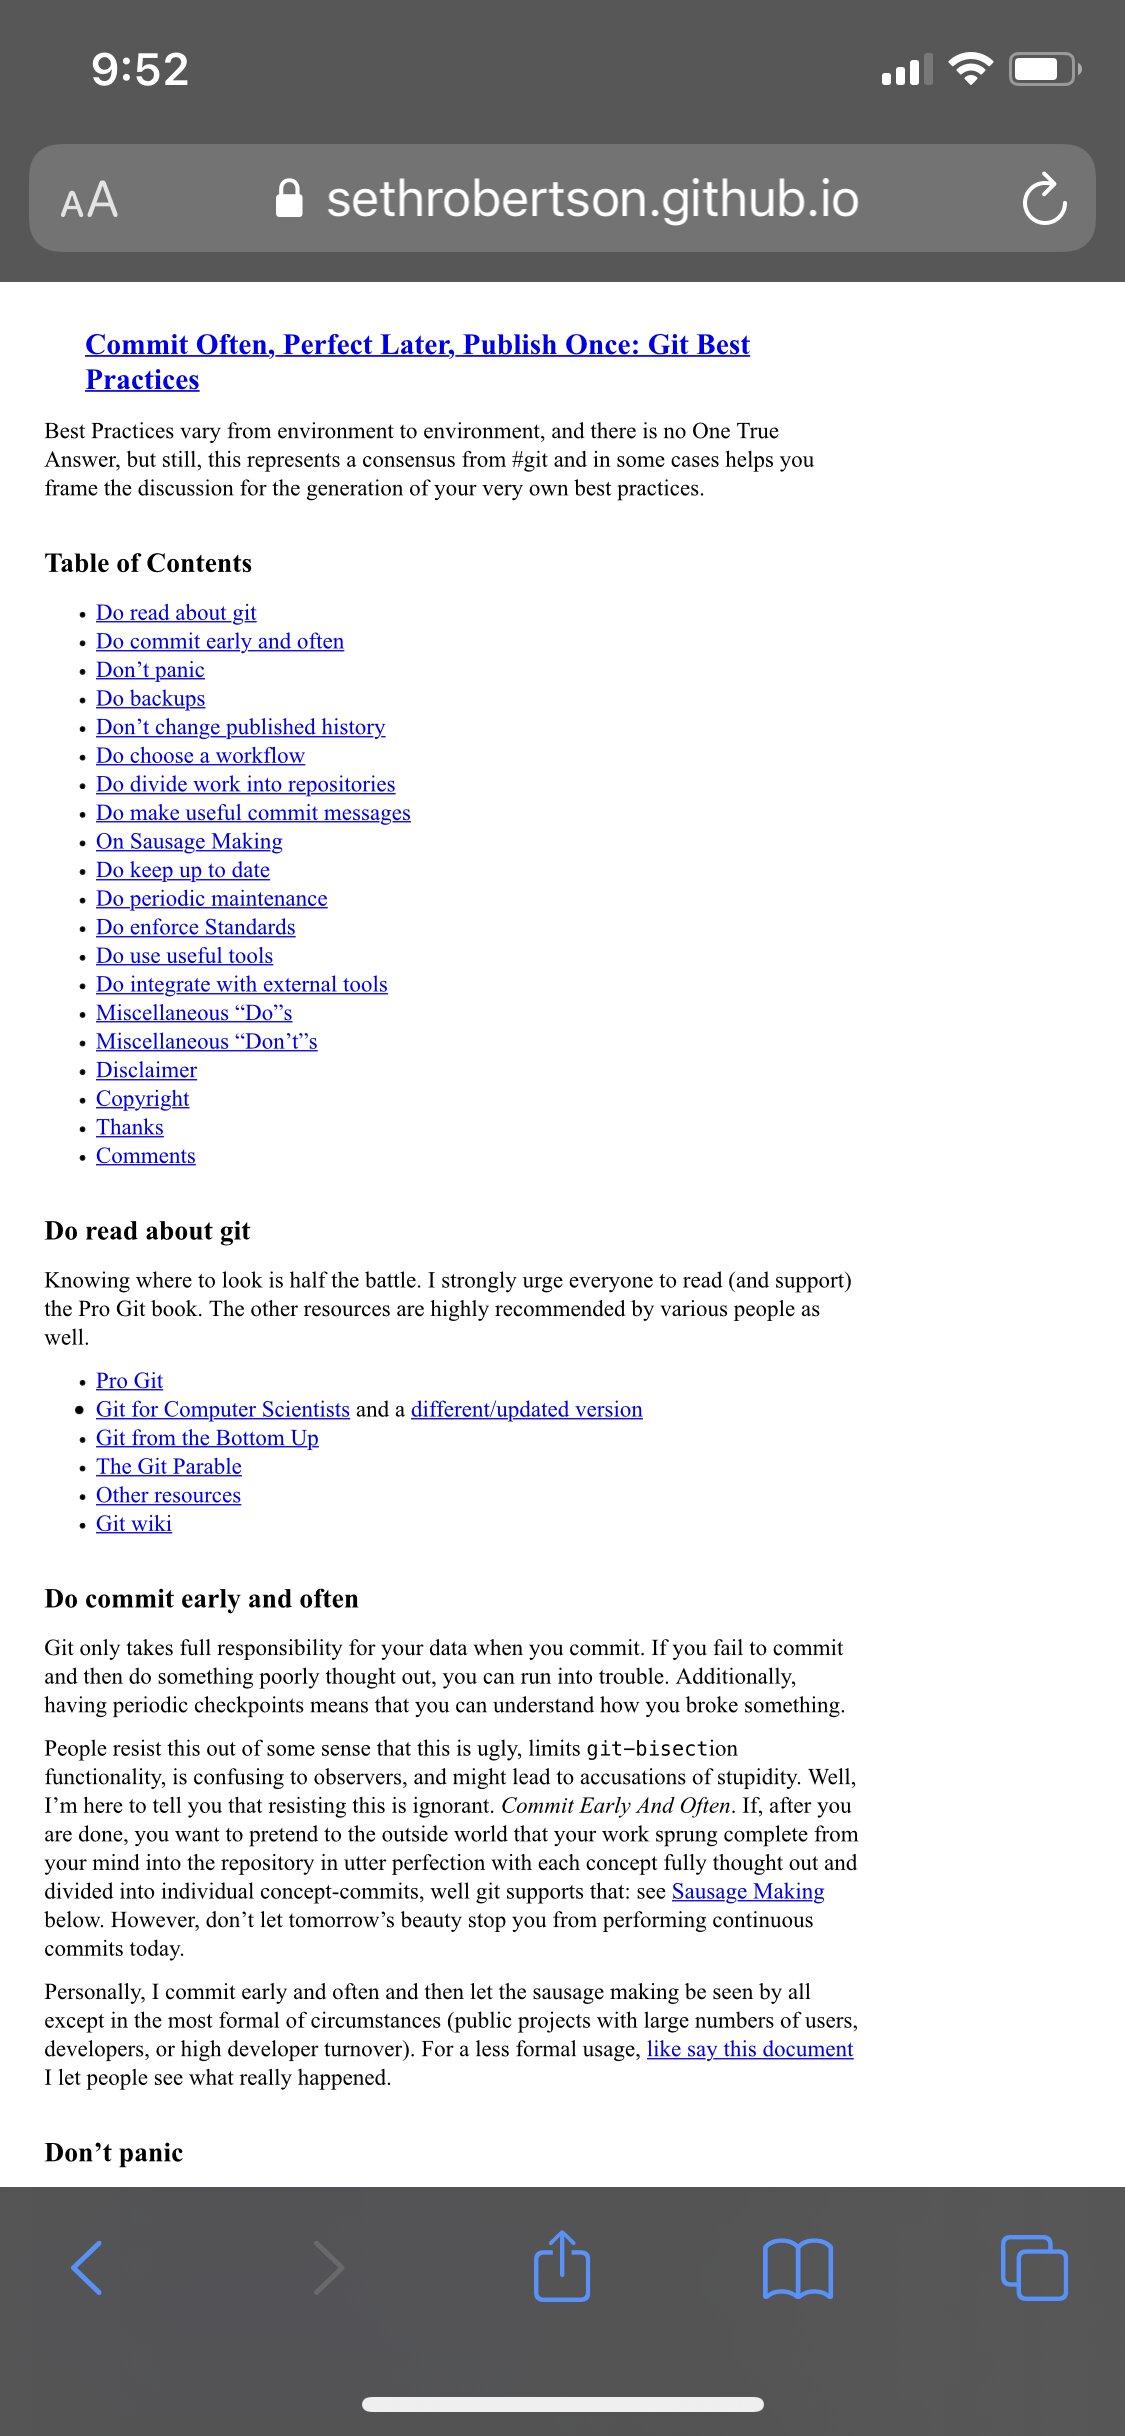 9:52
AA sethrobertson.github.io
Commit Often, Perfect Later, Publish Once: Git Best
Practices
Best Practices vary from environment to environment, and there is no One True
Answer, but still, this represents a consensus from #git and in some cases helps you
frame the discussion for the generation of your very own best practices.
Table of Contents
• Do read about git
• Do commit early and often
• Don’t panic
• Do backups
• Don’t change published history
• Do choose a workflow
• Do divide work into repositories
• Do make useful commit messages
• On Sausage Making
• Do keep up to date
• Do periodic maintenance
• Do enforce Standards
• Do use useful tools
• Do integrate with external tools
• Miscellaneous “Do”s
• Miscellaneous “Don’t”s
• Disclaimer
• Copyright
• Thanks
• Comments
Do read about git
Knowing where to look is half the battle. I strongly urge everyone to read (and support)
the Pro Git book. The other resources are highly recommended by various people as
well.
• Pro Git
• Git for Computer Scientists and a different/updated version
• Git from the Bottom Up
• The Git Parable
• Other resources
• Git wiki
Do commit early and often
Git only takes full responsibility for your data when you commit. If you fail to commit
and then do something poorly thought out, you can run into trouble. Additionally,
having periodic checkpoints means that you can understand how you broke something.
People resist this out of some sense that this is ugly, limits git-bisection
functionality, is confusing to observers, and might lead to accusations of stupidity. Well,
I’m here to tell you that resisting this is ignorant. Commit Early And Often. If, after you
are done, you want to pretend to the outside world that your work sprung complete from
your mind into the repository in utter perfection with each concept fully thought out and
divided into individual concept-commits, well git supports that: see Sausage Making
below. However, don’t let tomorrow’s beauty stop you from performing continuous
commits today.
Personally, I commit early and often and then let the sausage making be seen by all
except in the most formal of circumstances (public projects with large numbers of users,
developers, or high developer turnover). For a less formal usage, like say this document
I let people see what really happened.
Don’t panic